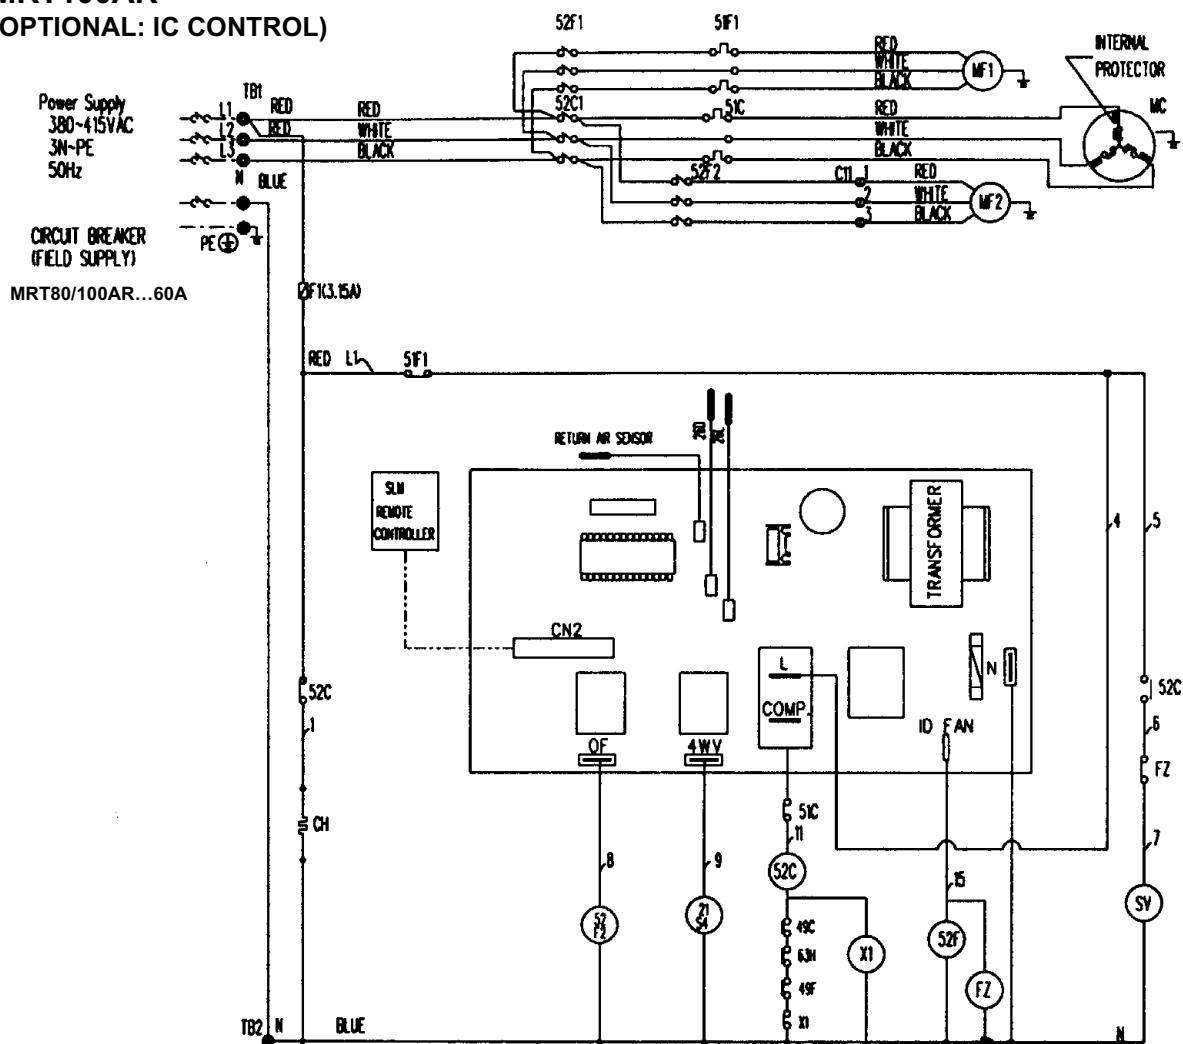 (OPTIONAL: IC CONTROL)
52F1
51F1
RED
WHITE
BLACK
MF1
INTERNAL
PROTECTOR
MC
Power Supply
380~415VAC
3N~PE
50Hz
TB1
L1
L2
L3
N
RED
RED
BLUE
RED
WHITE
BLACK
52C1
51C
RED
WHITE
BLACK
52F2
C11
1
2
3
RED
WHITE
BLACK
MF2
CIRCUIT BREAKER
(FIELD SUPPLY)
PE
MRT80/100AR...60A
F1(3.15A)
RED L1
51F1
RETURN AIR SENSOR
26D
26C
SLM
REMOTE
CONTROLLER
TRANSFORMER
4
5
CN2
L
COMP.
N
OF
4WV
ID FAN
52C
1
52C
6
FZ
CH
51C
11
7
8
9
15
52C
52
F2
21
S4
49C
63H
49F
X1
X1
52F
FZ
SV
TB2 N
BLUE
N